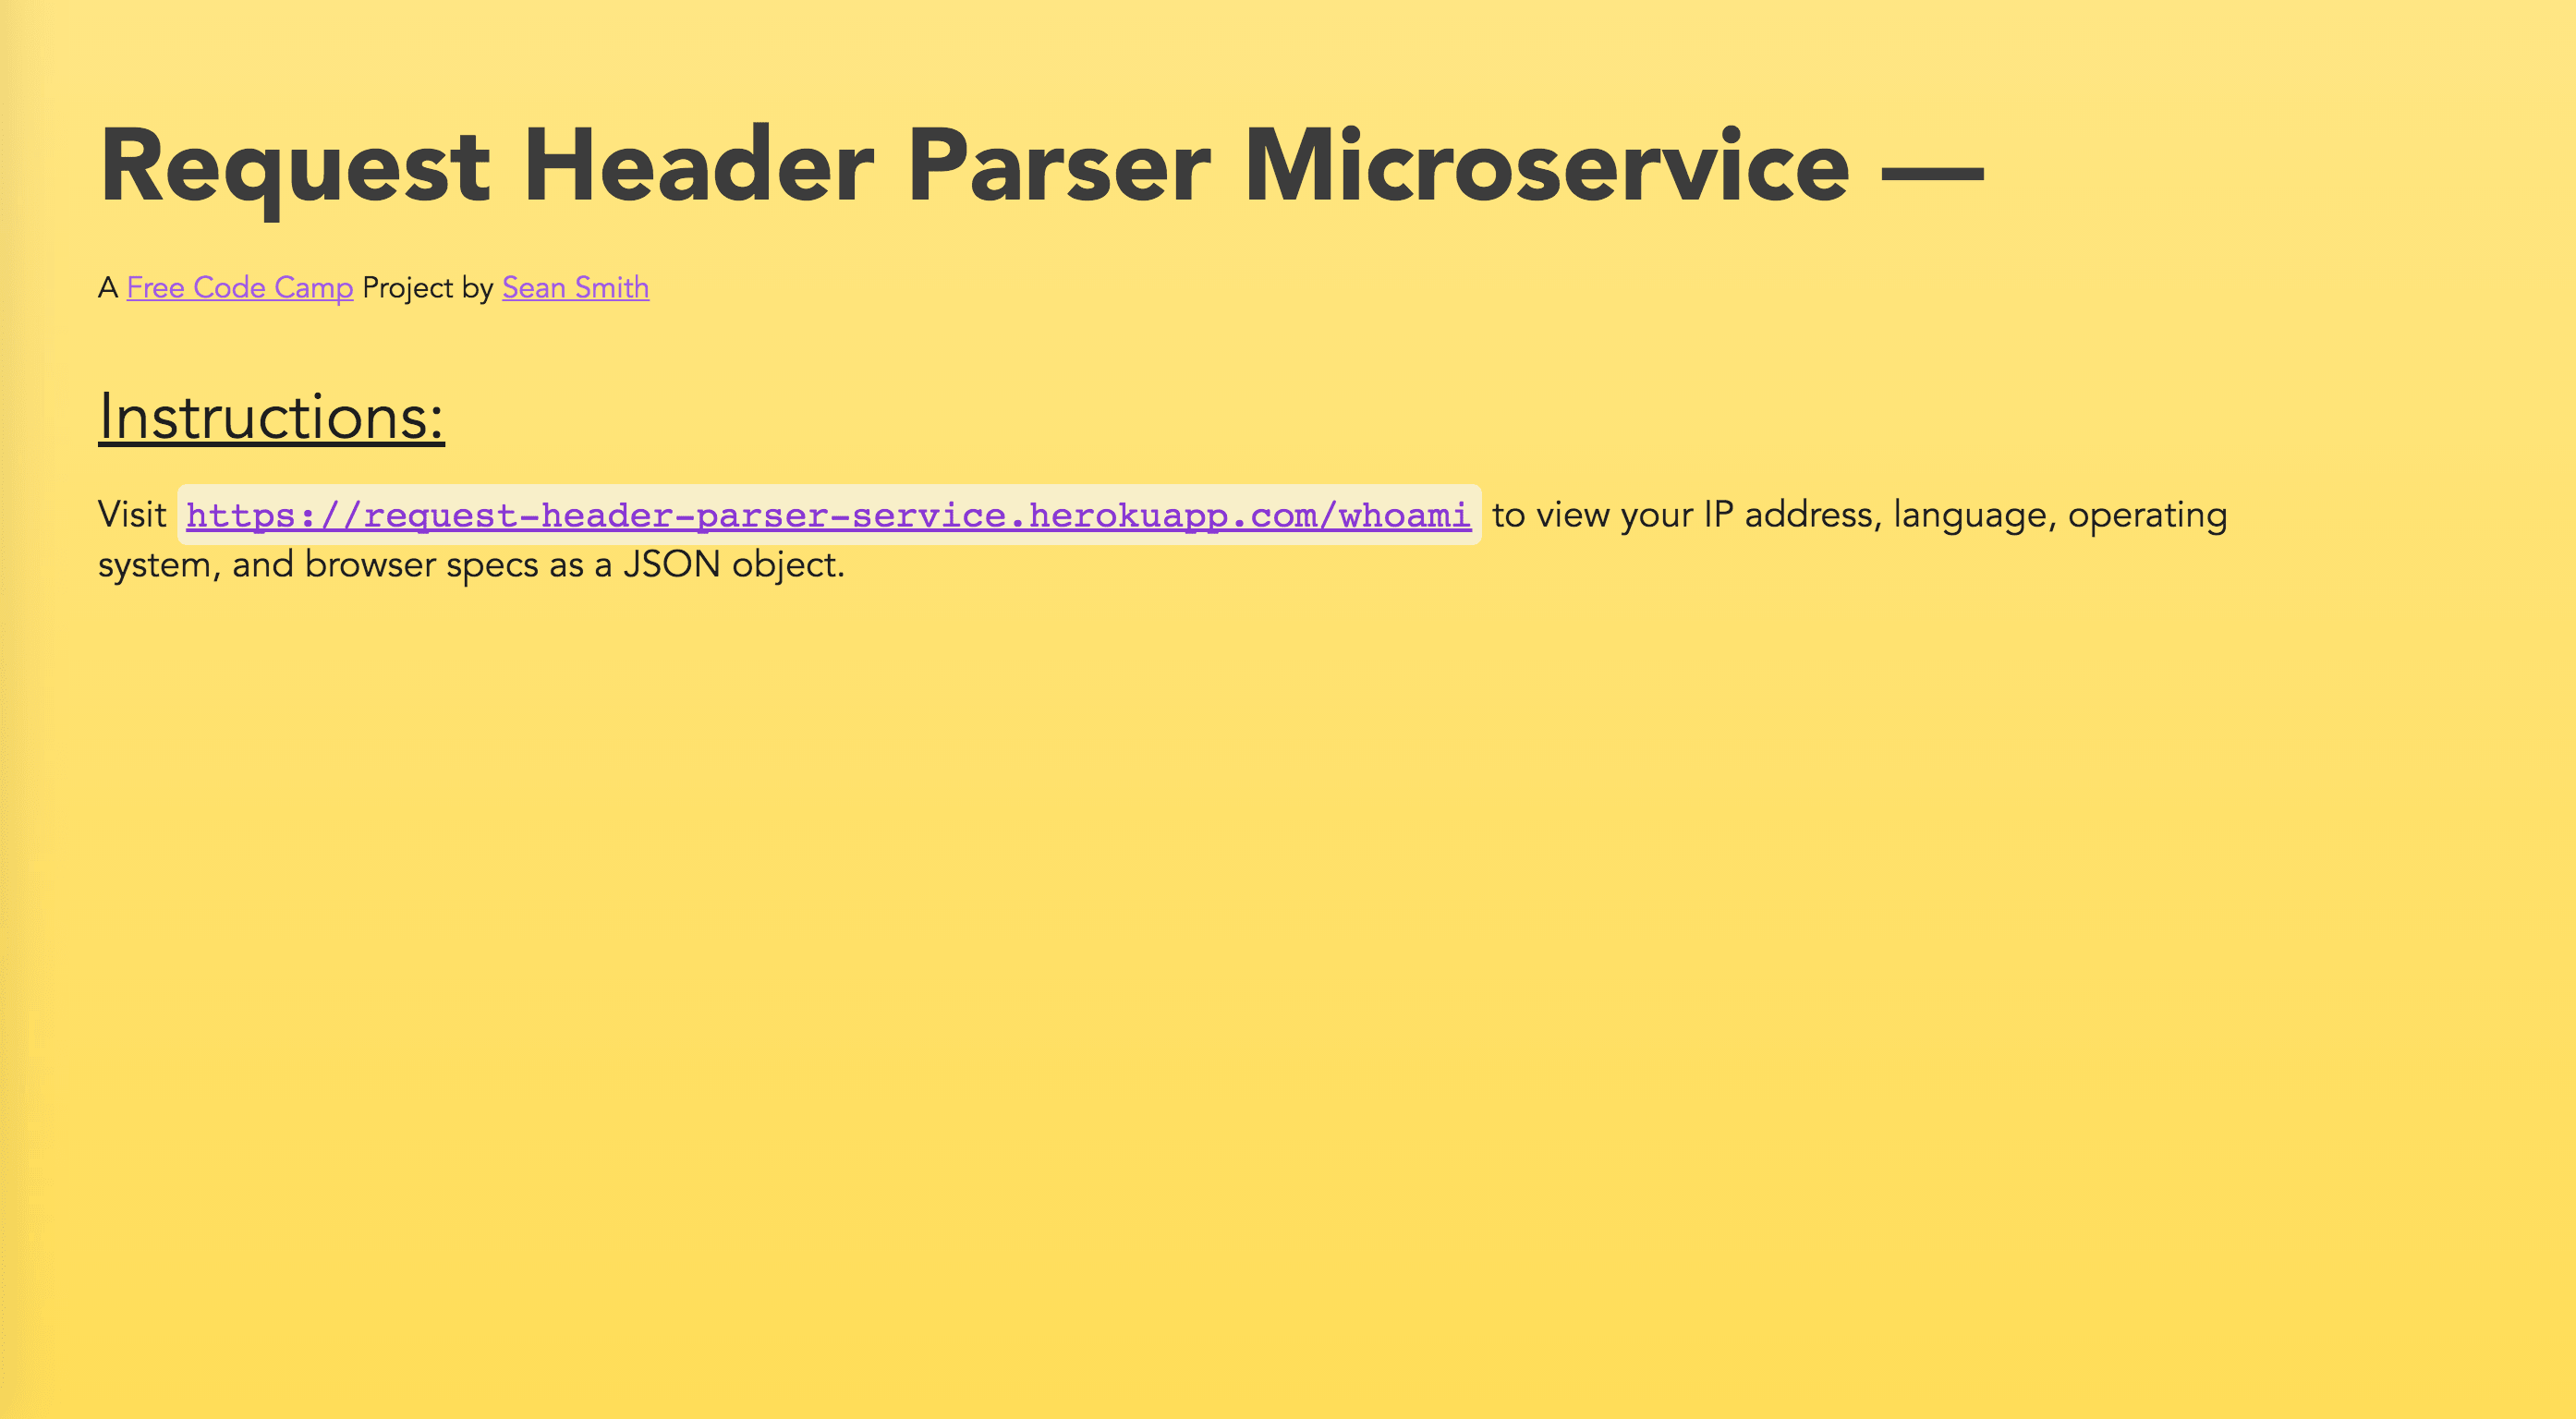 Request Header Parser Microservice —
A Free Code Camp Project by Sean Smith
Instructions:
Visit https://request-header-parser-service.herokuapp.com/whoami to view your IP address, language, operating
system, and browser specs as a JSON object.